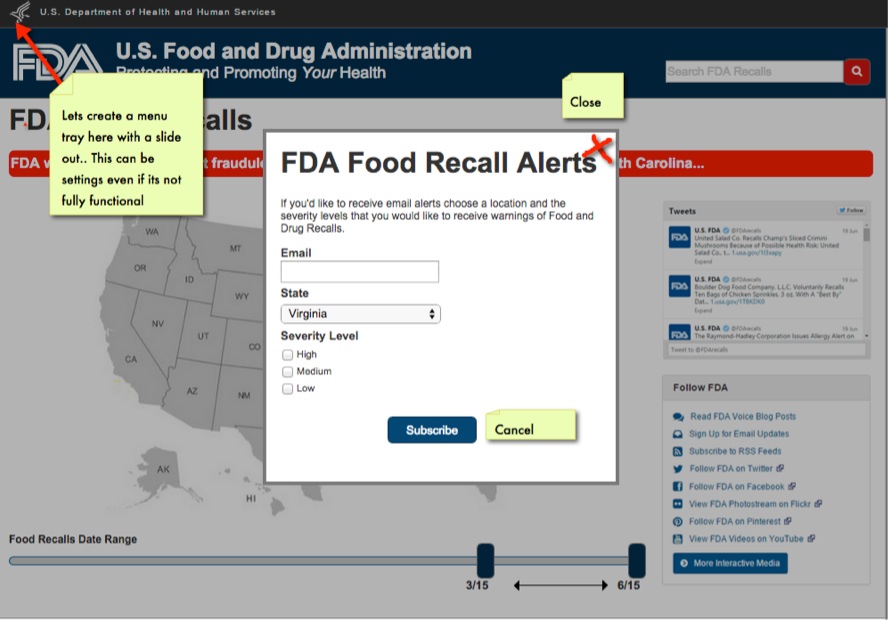 U.S. Department of Health and Human Services
FDA
U.S. Food and Drug Administration
Protecting and Promoting Your Health
Search FDA Recalls
Lets create a menu
tray here with a slide
out.. This can be
settings even if its not
fully functional
Close
FDA Food Recall Alerts
If you'd like to receive email alerts choose a location and the
severity levels that you would like to receive warnings of Food and
Drug Recalls.
Email
State
Virginia
Severity Level
High
Medium
Low
Subscribe
Cancel
WA
MT
OR
ID
WY
NV
UT
CO
CA
AZ
NM
AK
HI
Tweets
Follow
U.S. FDA @FDArecalls 19 Jun
United Salad Co. Recalls Champ's Sliced Crimini
Mushrooms Because of Possible Health Risk: United
Salad Co., t... 1.usa.gov/1l3xapy
Expand
U.S. FDA @FDArecalls 19 Jun
Boulder Dog Food Company, L.L.C. Voluntarily Recalls
Ten Bags of Chicken Sprinkles, 3 oz. With A "Best By"
Dat... 1.usa.gov/1TBKDK0
Expand
U.S. FDA @FDArecalls 19 Jun
The Raymond-Hadley Corporation Issues Allergy Alert on
Tweet to @FDArecalls
Follow FDA
Read FDA Voice Blog Posts
Sign Up for Email Updates
Subscribe to RSS Feeds
Follow FDA on Twitter
Follow FDA on Facebook
View FDA Photostream on Flickr
Follow FDA on Pinterest
View FDA Videos on YouTube
More Interactive Media
Food Recalls Date Range
3/15
6/15